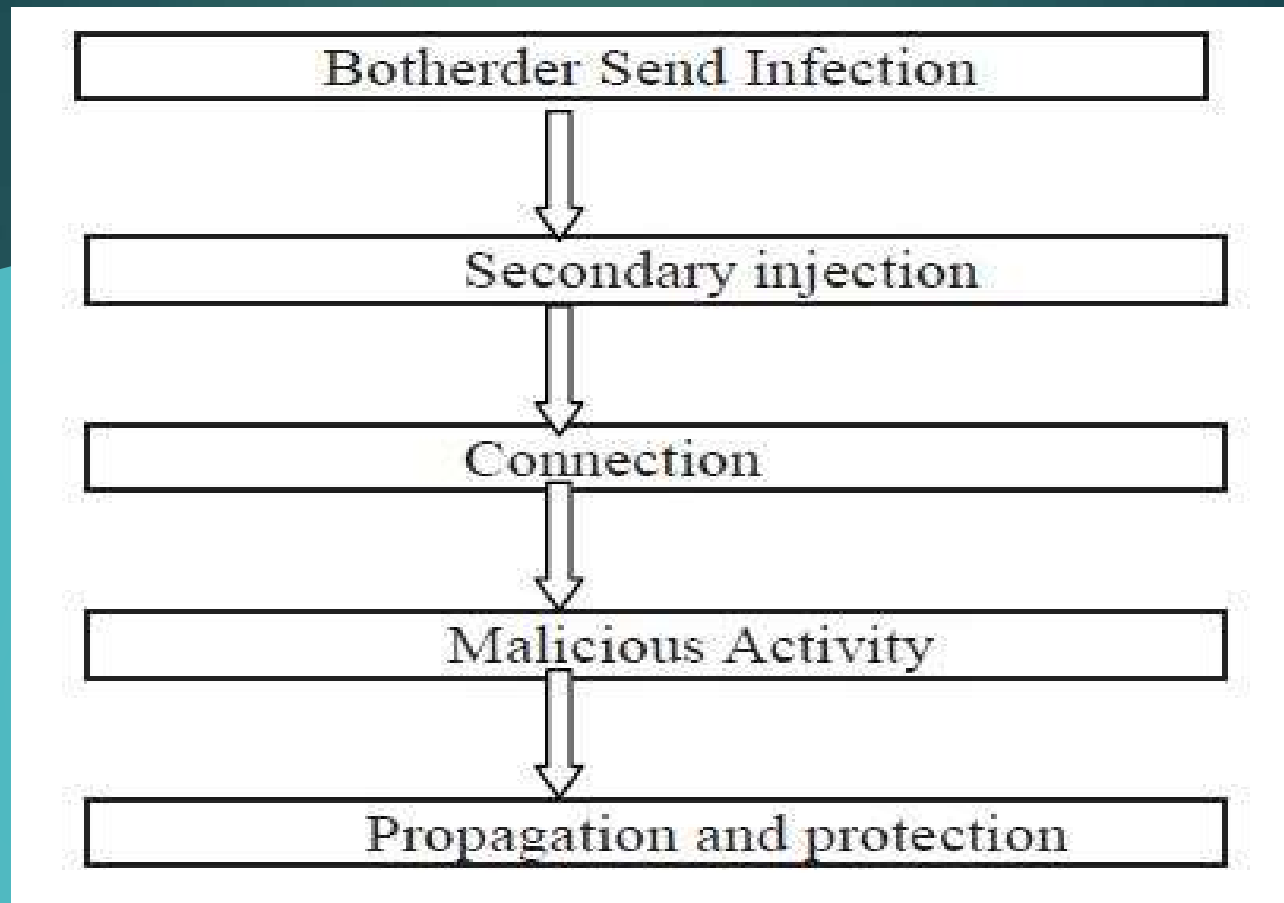 Botherder Send Infection
Secondary injection
Connection
Malicious Activity
Propagation and protection